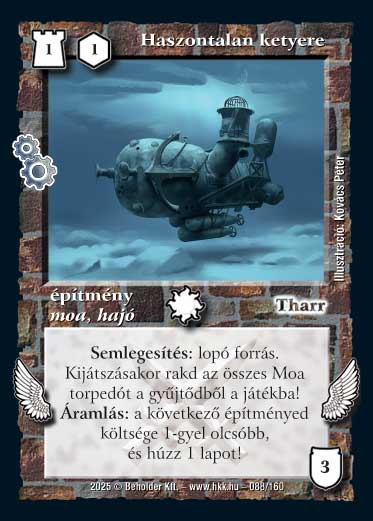 1 1 Haszontalan ketyere
Illusztráció: Kovács Péter
építmény
moa, hajó
Tharr
Semlegesítés: lopó forrás.
Kijátszásakor rakd az összes Moa
torpedót a gyűjtődből a játékba!
Áramlás: a következő építményed
költsége 1-gyel olcsóbb,
és húzz 1 lapot!
3
2025 © Beholder Kft. – www.hkk.hu – 088/160